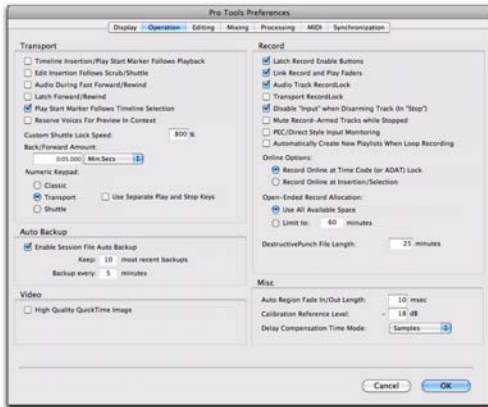 Pro Tools Preferences
Display Operation Editing Mixing Processing MIDI Synchronization
Transport
Timeline Insertion/Play Start Marker Follows Playback
Edit Insertion Follows Scrub/Shuttle
Audio During Fast Forward/Rewind
Latch Forward/Rewind
Play Start Marker Follows Timeline Selection
Reserve Voices For Preview In Context
Custom Shuttle Lock Speed: 800 %
Back/Forward Amount:
0:05.000 Min:Secs
Numeric Keypad:
Classic
Transport Use Separate Play and Stop Keys
Shuttle
Auto Backup
Enable Session File Auto Backup
Keep: 10 most recent backups
Backup every: 5 minutes
Video
High Quality QuickTime Image
Record
Latch Record Enable Buttons
Link Record and Play Faders
Audio Track RecordLock
Transport RecordLock
Disable "Input" when Disarming Track (In "Stop")
Mute Record-Armed Tracks while Stopped
PEC/Direct Style Input Monitoring
Automatically Create New Playlists When Loop Recording
Online Options:
Record Online at Time Code (or ADAT) Lock
Record Online at Insertion/Selection
Open-Ended Record Allocation:
Use All Available Space
Limit to: 60 minutes
DestructivePunch File Length: 25 minutes
Misc
Auto Region Fade In/Out Length: 10 msec
Calibration Reference Level: - 18 dB
Delay Compensation Time Mode: Samples
Cancel OK